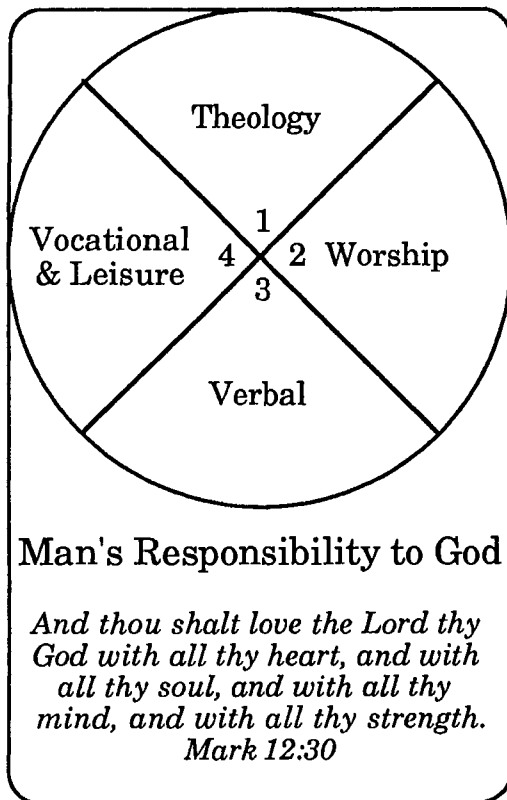 Theology
1
Vocational
& Leisure
4
2
Worship
3
Verbal
Man's Responsibility to God
And thou shalt love the Lord thy
God with all thy heart, and with
all thy soul, and with all thy
mind, and with all thy strength.
Mark 12:30